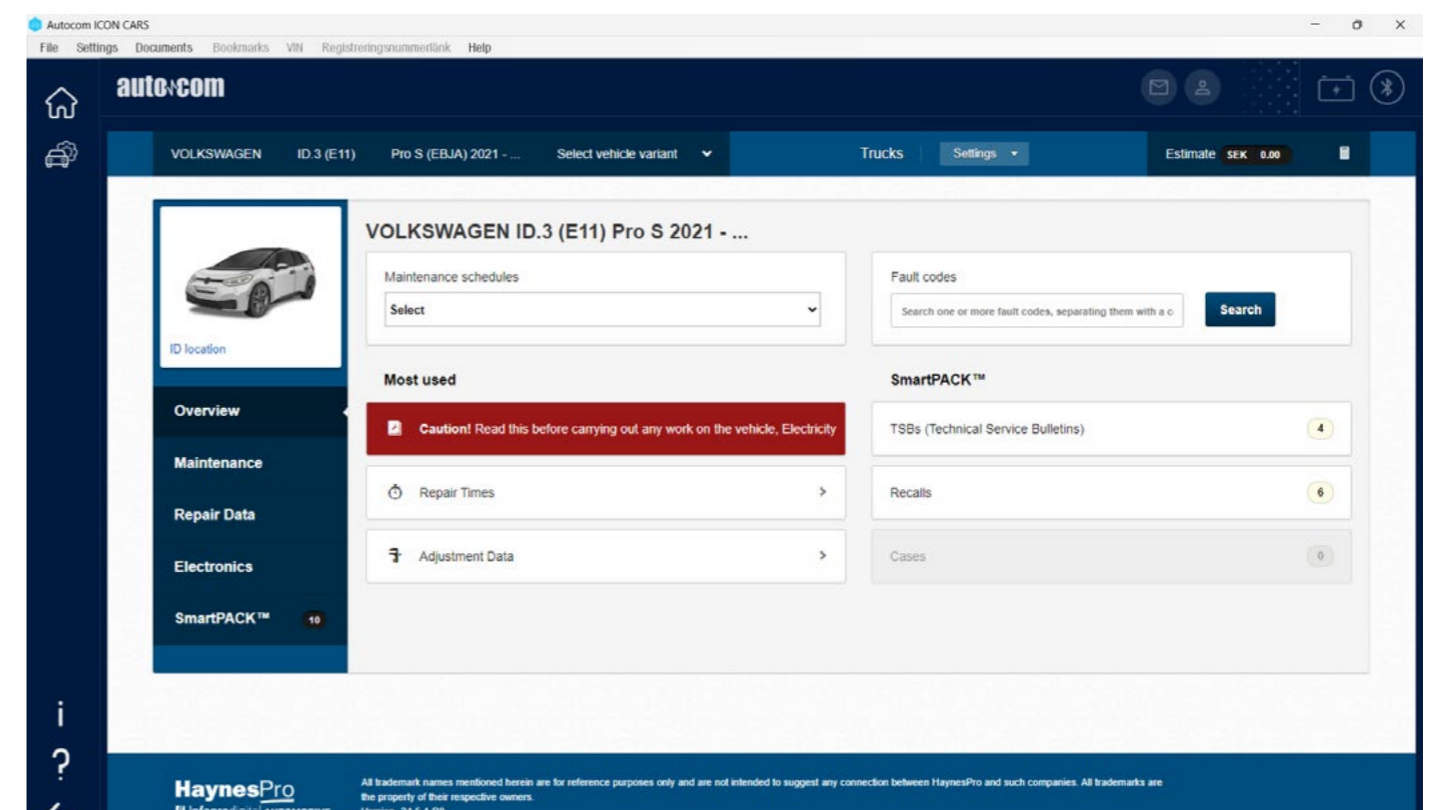 Autocom ICON CARS
File Settings Documents Bookmarks VIN Registreringsnummerlänk Help
auto com
VOLKSWAGEN ID.3 (E11) Pro S (EBJA) 2021 - ... Select vehicle variant Trucks Settings Estimate SEK 0.00
VOLKSWAGEN ID.3 (E11) Pro S 2021 - ...
Maintenance schedules
Select
Fault codes
Search one or more fault codes, separating them with a c
Search
ID location
Most used
SmartPACK™
Overview
Maintenance
Repair Data
Electronics
SmartPACK™ 10
Caution! Read this before carrying out any work on the vehicle, Electricity
Repair Times
Adjustment Data
TSBs (Technical Service Bulletins) 4
Recalls 6
Cases 0
i
?
HaynesPro
All trademark names mentioned herein are for reference purposes only and are not intended to suggest any connection between HaynesPro and such companies. All trademarks are
the property of their respective owners.